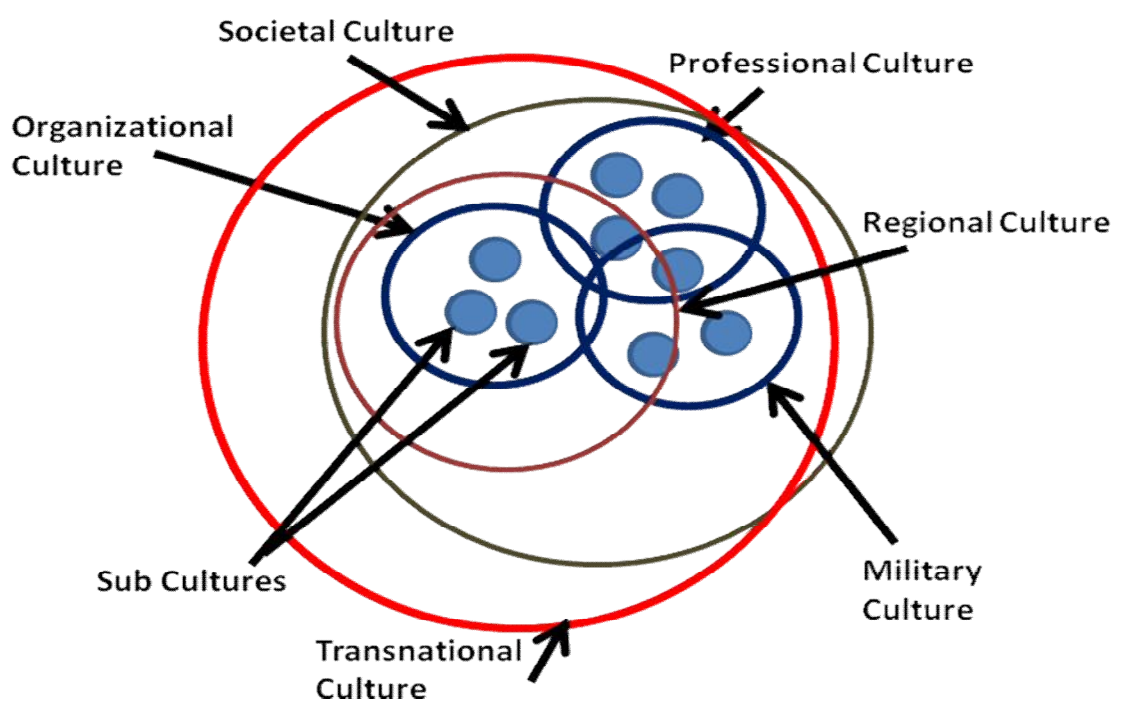 Societal Culture
Professional Culture
Organizational
Culture
Regional Culture
Sub Cultures
Military
Culture
Transnational
Culture